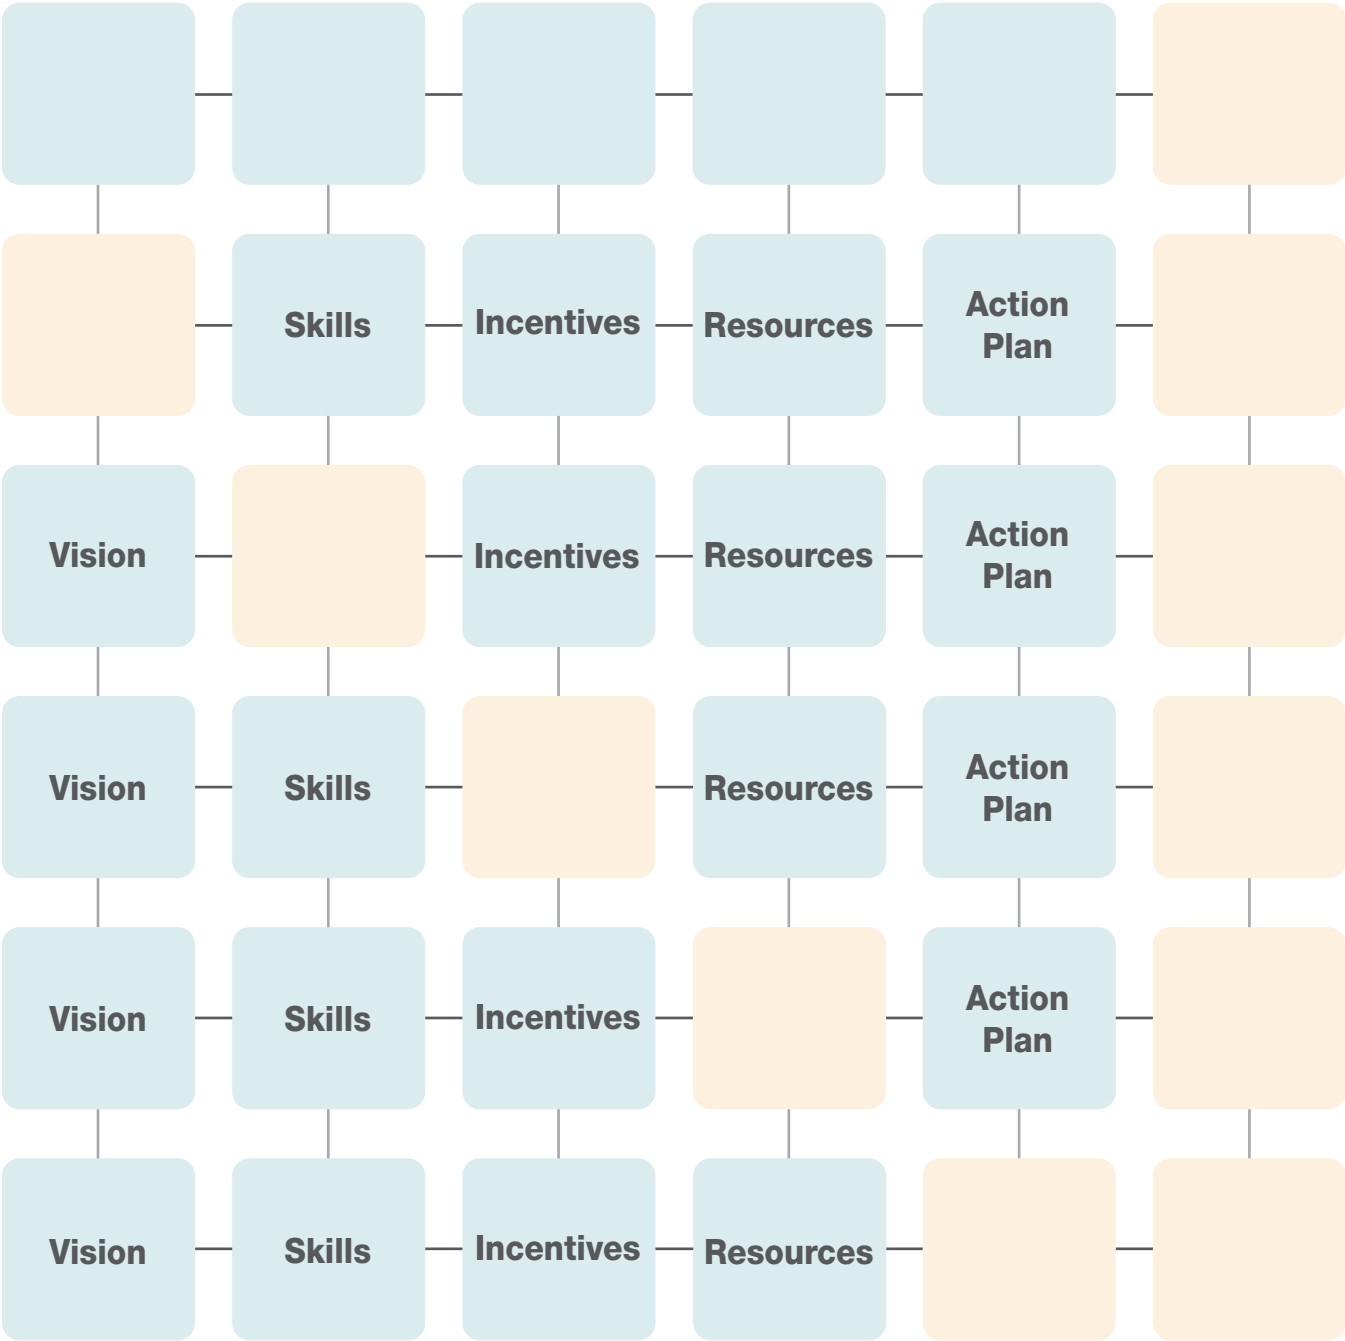 Skills Incentives Resources Action
Plan
Vision Incentives Resources Action
Plan
Vision Skills Resources Action
Plan
Vision Skills Incentives Action
Plan
Vision Skills Incentives Resources